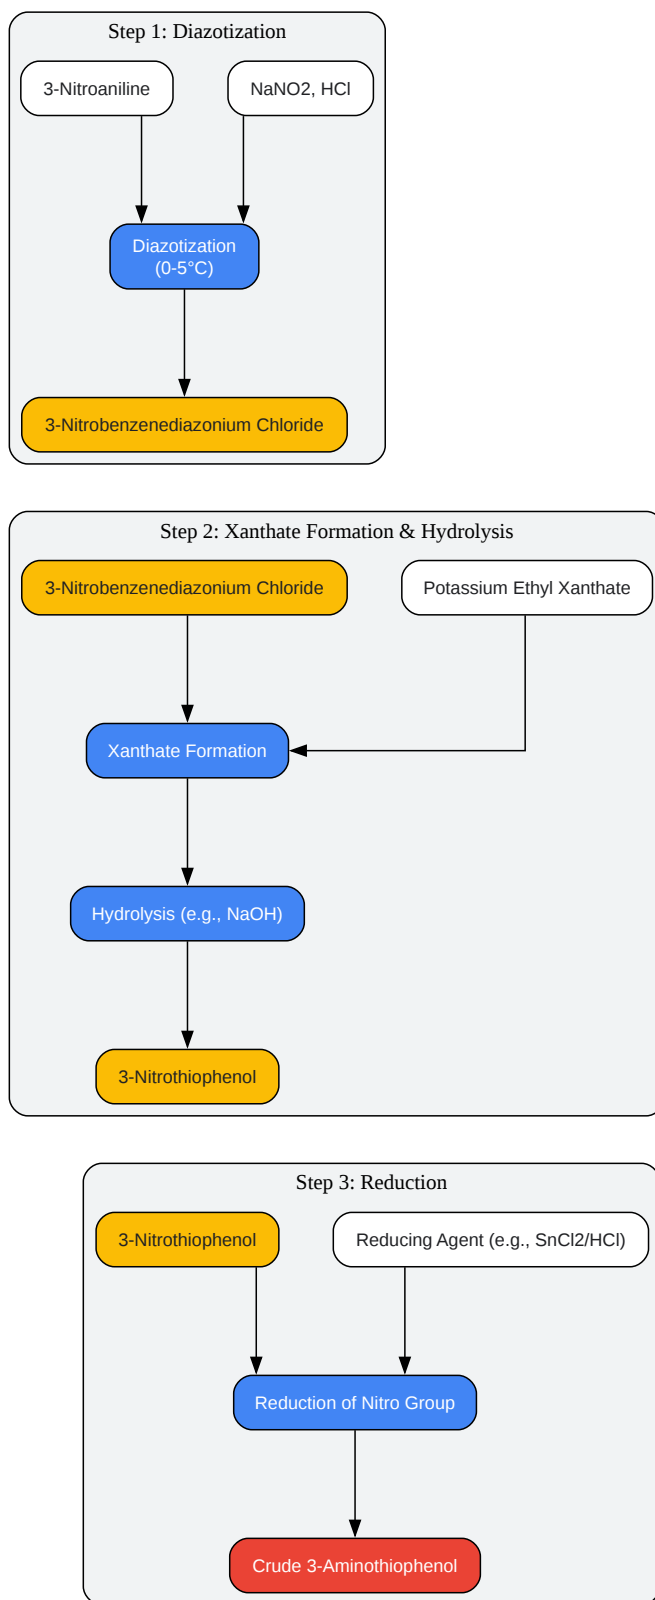 Step 1: Diazotization
3-Nitroaniline
NaNO2, HCl
Diazotization
(0-5°C)
3-Nitrobenzenediazonium Chloride
Step 2: Xanthate Formation & Hydrolysis
3-Nitrobenzenediazonium Chloride
Potassium Ethyl Xanthate
Xanthate Formation
Hydrolysis (e.g., NaOH)
3-Nitrothiophenol
Step 3: Reduction
3-Nitrothiophenol
Reducing Agent (e.g., SnCl2/HCl)
Reduction of Nitro Group
Crude 3-Aminothiophenol